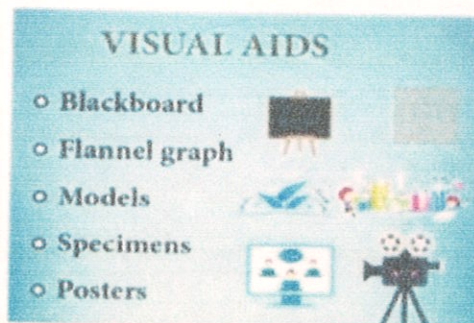 VISUAL AIDS
o Blackboard
o Flannel graph
o Models
o Specimens
o Posters